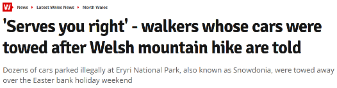 W News Latest Wales News North Wales
'Serves you right' - walkers whose cars were
towed after Welsh mountain hike are told
Dozens of cars parked illegally at Eryri National Park, also known as Snowdonia, were towed away
over the Easter bank holiday weekend